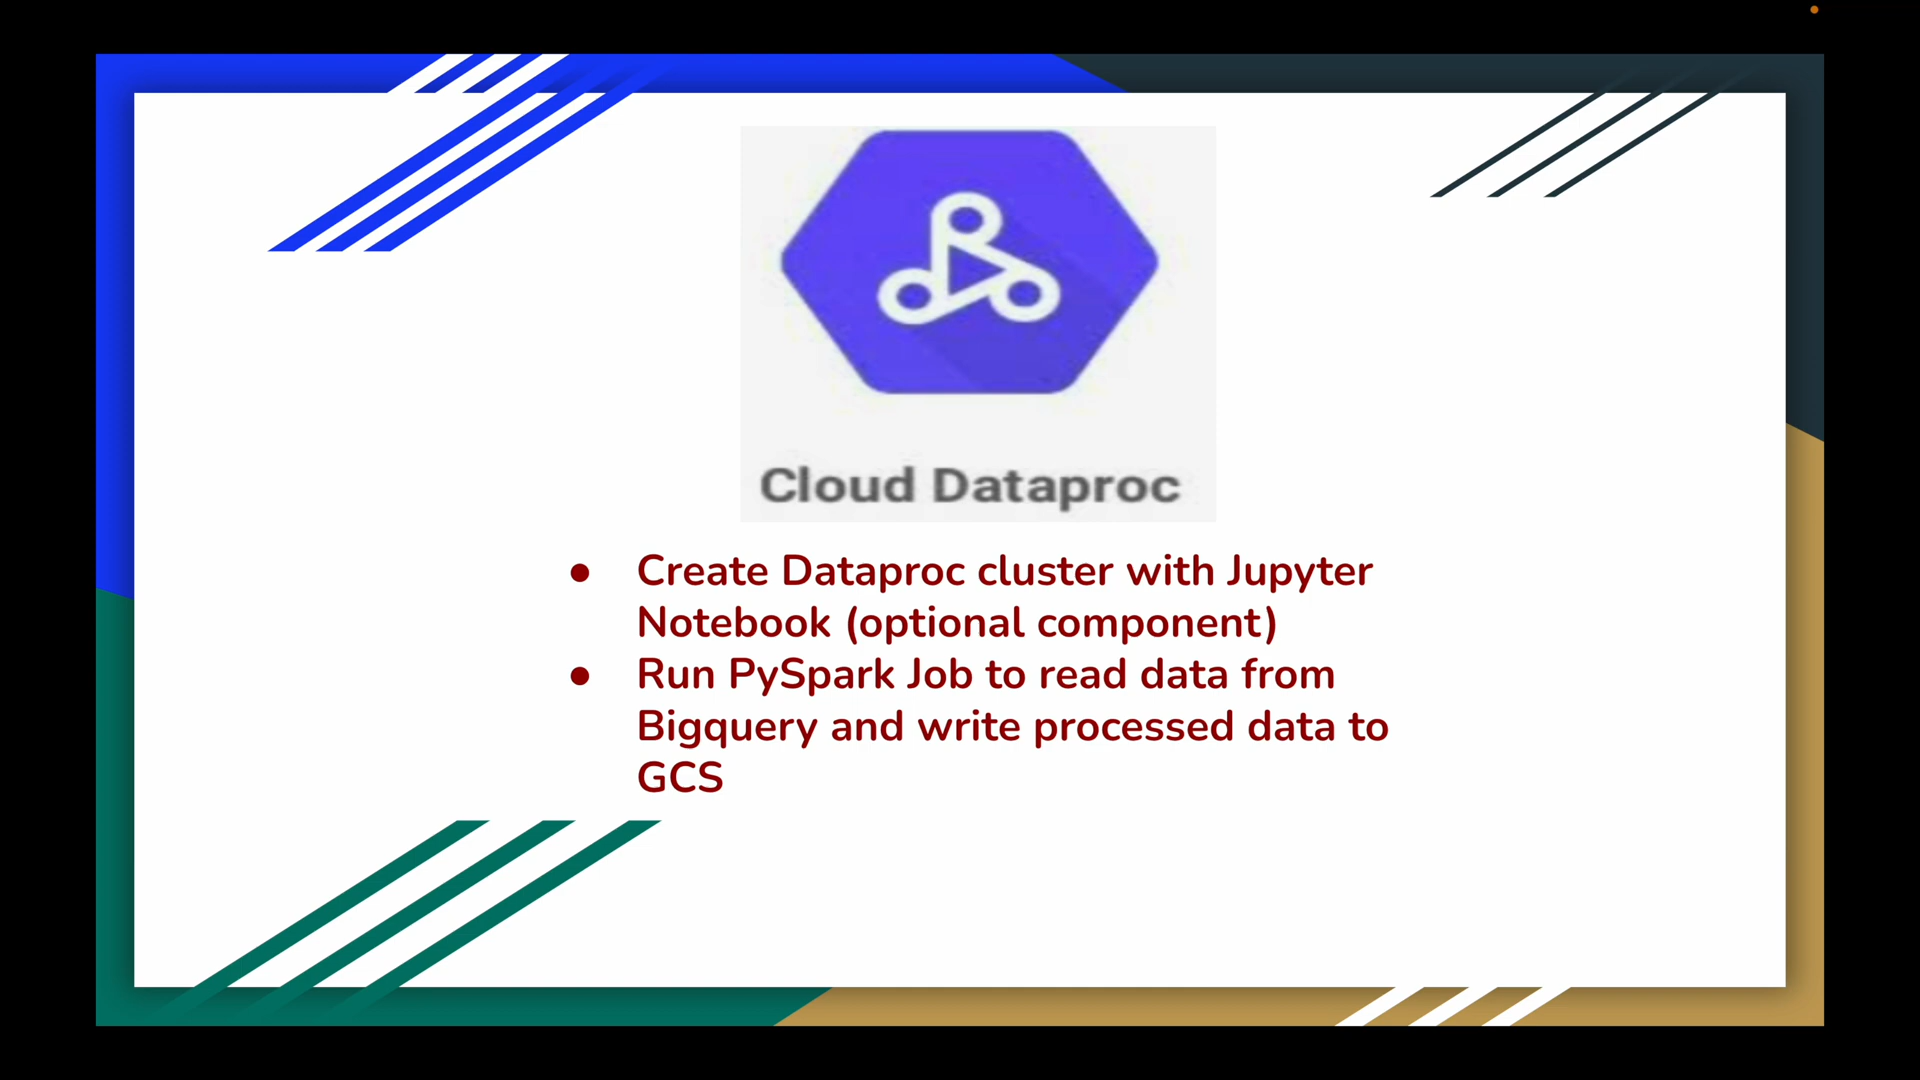 Cloud Dataproc
● Create Dataproc cluster with Jupyter
Notebook (optional component)
● Run PySpark Job to read data from
Bigquery and write processed data to
GCS